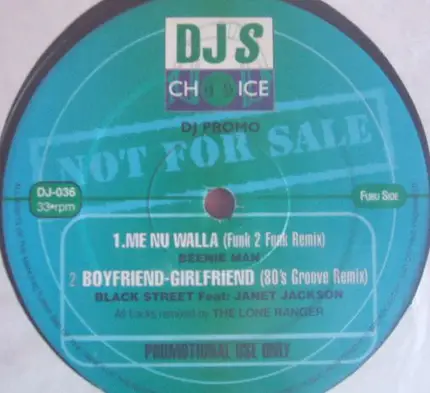 DJ'S
CHOICE
DJ PROMO
NOT FOR SALE
DJ-036
33 rpm
FUNU SIDE
1.ME NU WALLA (Funk 2 Funk Remix)
BEENIE MAN
2 BOYFRIEND-GIRLFRIEND (80's Groove Remix)
BLACK STREET Feat: JANET JACKSON
All tracks remixed by THE LONE RANGER
PROMOTIONAL USE ONLY